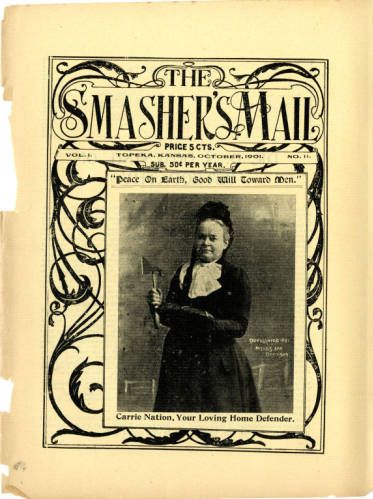 THE
SMASHER'S MAIL
PRICE 5 CTS.
VOL. I. TOPEKA, KANSAS, OCTOBER, 1901. NO. 11.
SUB. 50¢ PER YEAR.
"Peace On Earth, Good Will Toward Men."
Carrie Nation, Your Loving Home Defender.